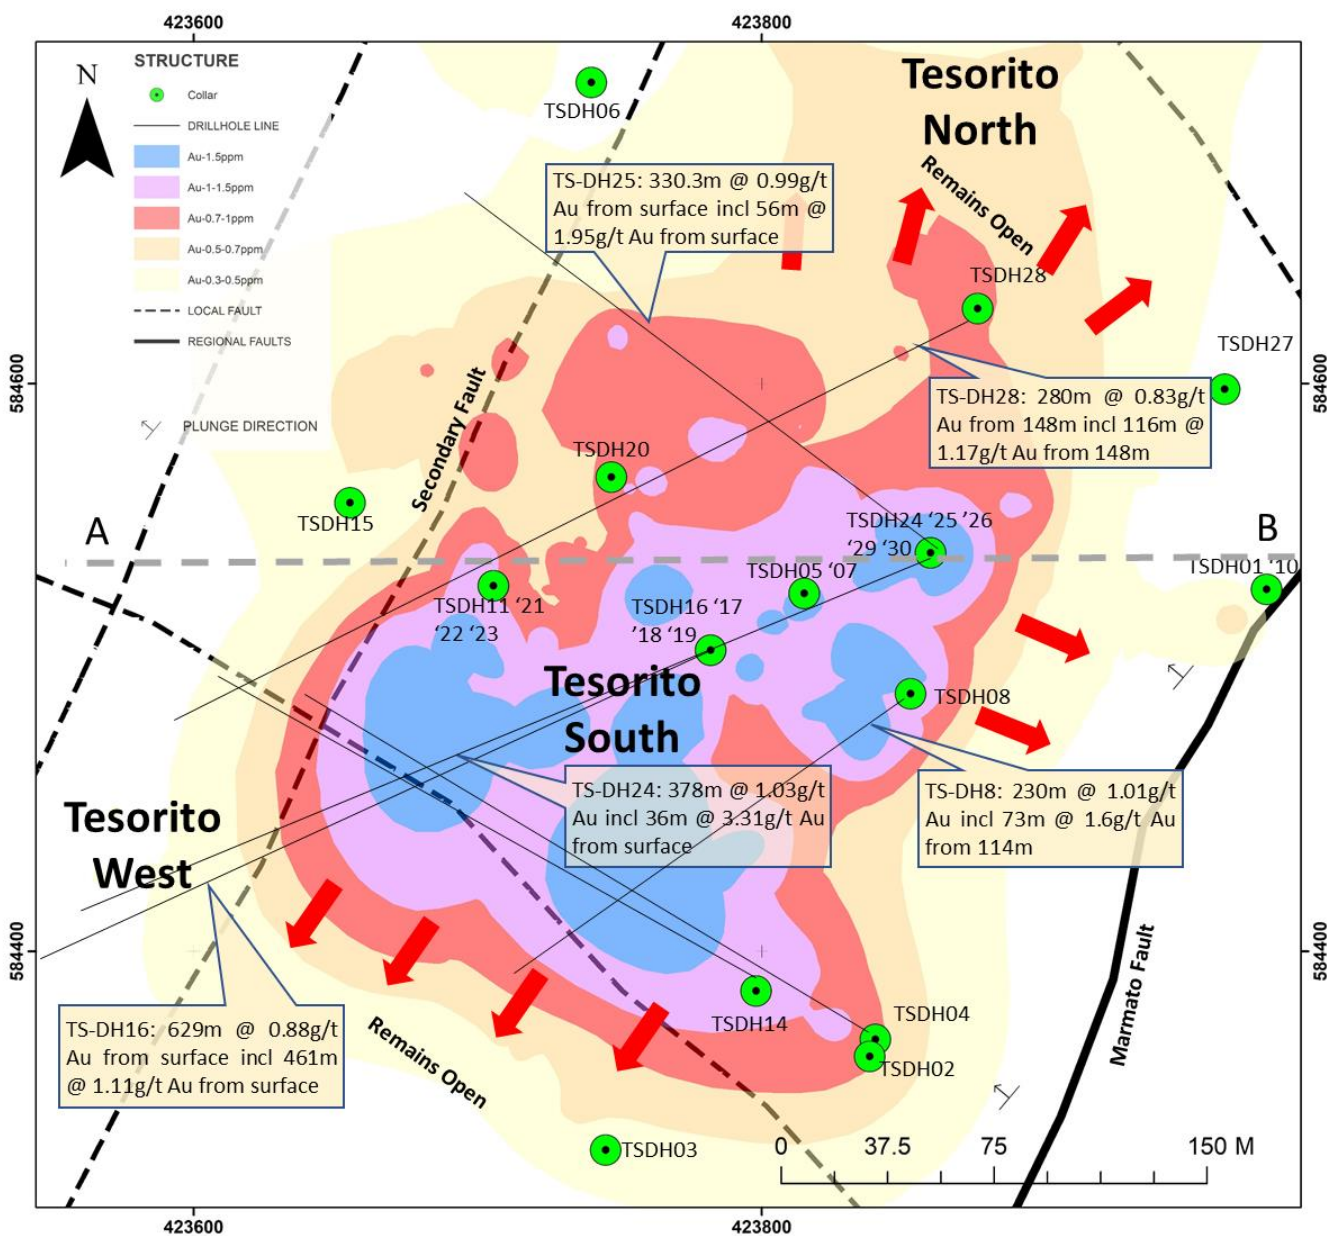 423600
423800
N
STRUCTURE
Collar
DRILLHOLE LINE
Au-1.5ppm
Au-1-1.5ppm
Au-0.7-1ppm
Au-0.5-0.7ppm
Au-0.3-0.5ppm
LOCAL FAULT
REGIONAL FAULTS
PLUNGE DIRECTION
TSDH06
Tesorito
North
Remains Open
TS-DH25: 330.3m @ 0.99g/t
Au from surface incl 56m @
1.95g/t Au from surface
TSDH28
TSDH27
584600
584600
TS-DH28: 280m @ 0.83g/t
Au from 148m incl 116m @
1.17g/t Au from 148m
Secondary Fault
TSDH20
TSDH15
A
B
TSDH24 ‘25 ’26
‘29 ‘30
TSDH01 ‘10
TSDH05 ‘07
TSDH11 ‘21
‘22 ‘23
TSDH16 ‘17
’18 ‘19
Tesorito
South
TSDH08
TS-DH24: 378m @ 1.03g/t
Au incl 36m @ 3.31g/t Au
from surface
TS-DH8: 230m @ 1.01g/t
Au incl 73m @ 1.6g/t Au
from 114m
Tesorito
West
584400
584400
Marmato Fault
TS-DH16: 629m @ 0.88g/t
Au from surface incl 461m
@ 1.11g/t Au from surface
Remains Open
TSDH14
TSDH04
TSDH02
TSDH03
0 37.5 75 150 M
423600
423800